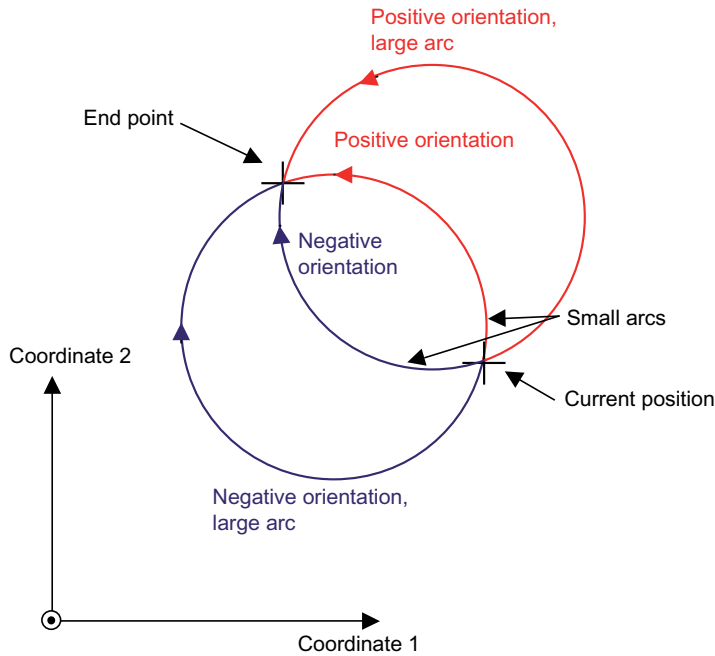 Positive orientation,
large arc
End point
Positive orientation
Negative
orientation
Small arcs
Coordinate 2
Current position
Negative orientation,
large arc
Coordinate 1